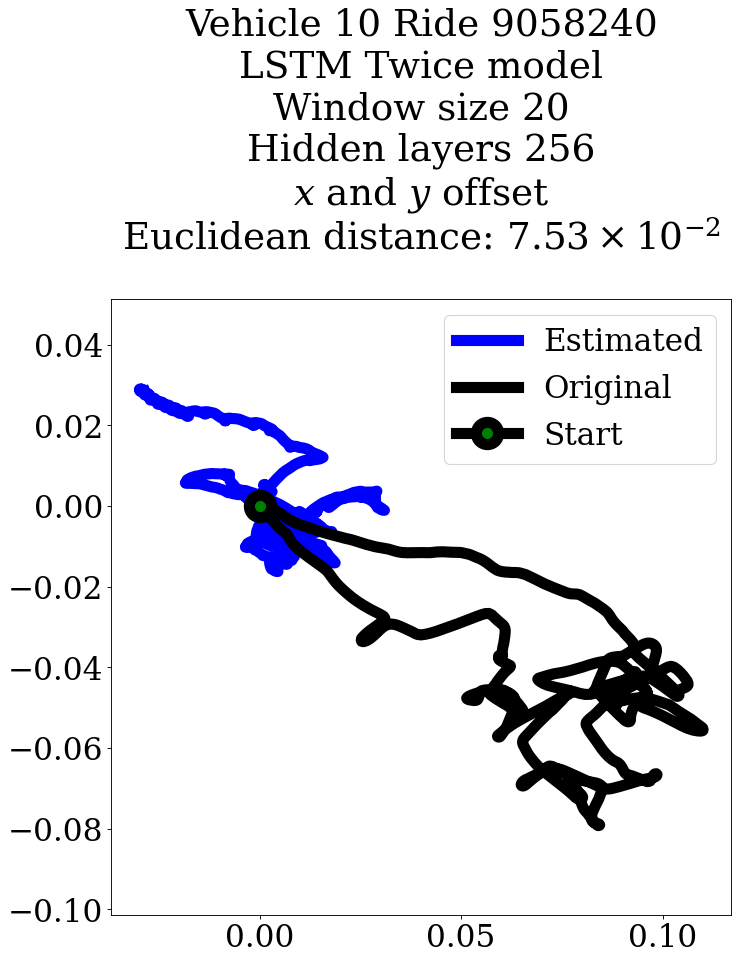 Vehicle 10 Ride 9058240
LSTM Twice model
Window size 20
Hidden layers 256
x and y offset
Euclidean distance: 7.53 × 10⁻²
Estimated
Original
Start
0.04
0.02
0.00
−0.02
−0.04
−0.06
−0.08
−0.10
0.00 0.05 0.10